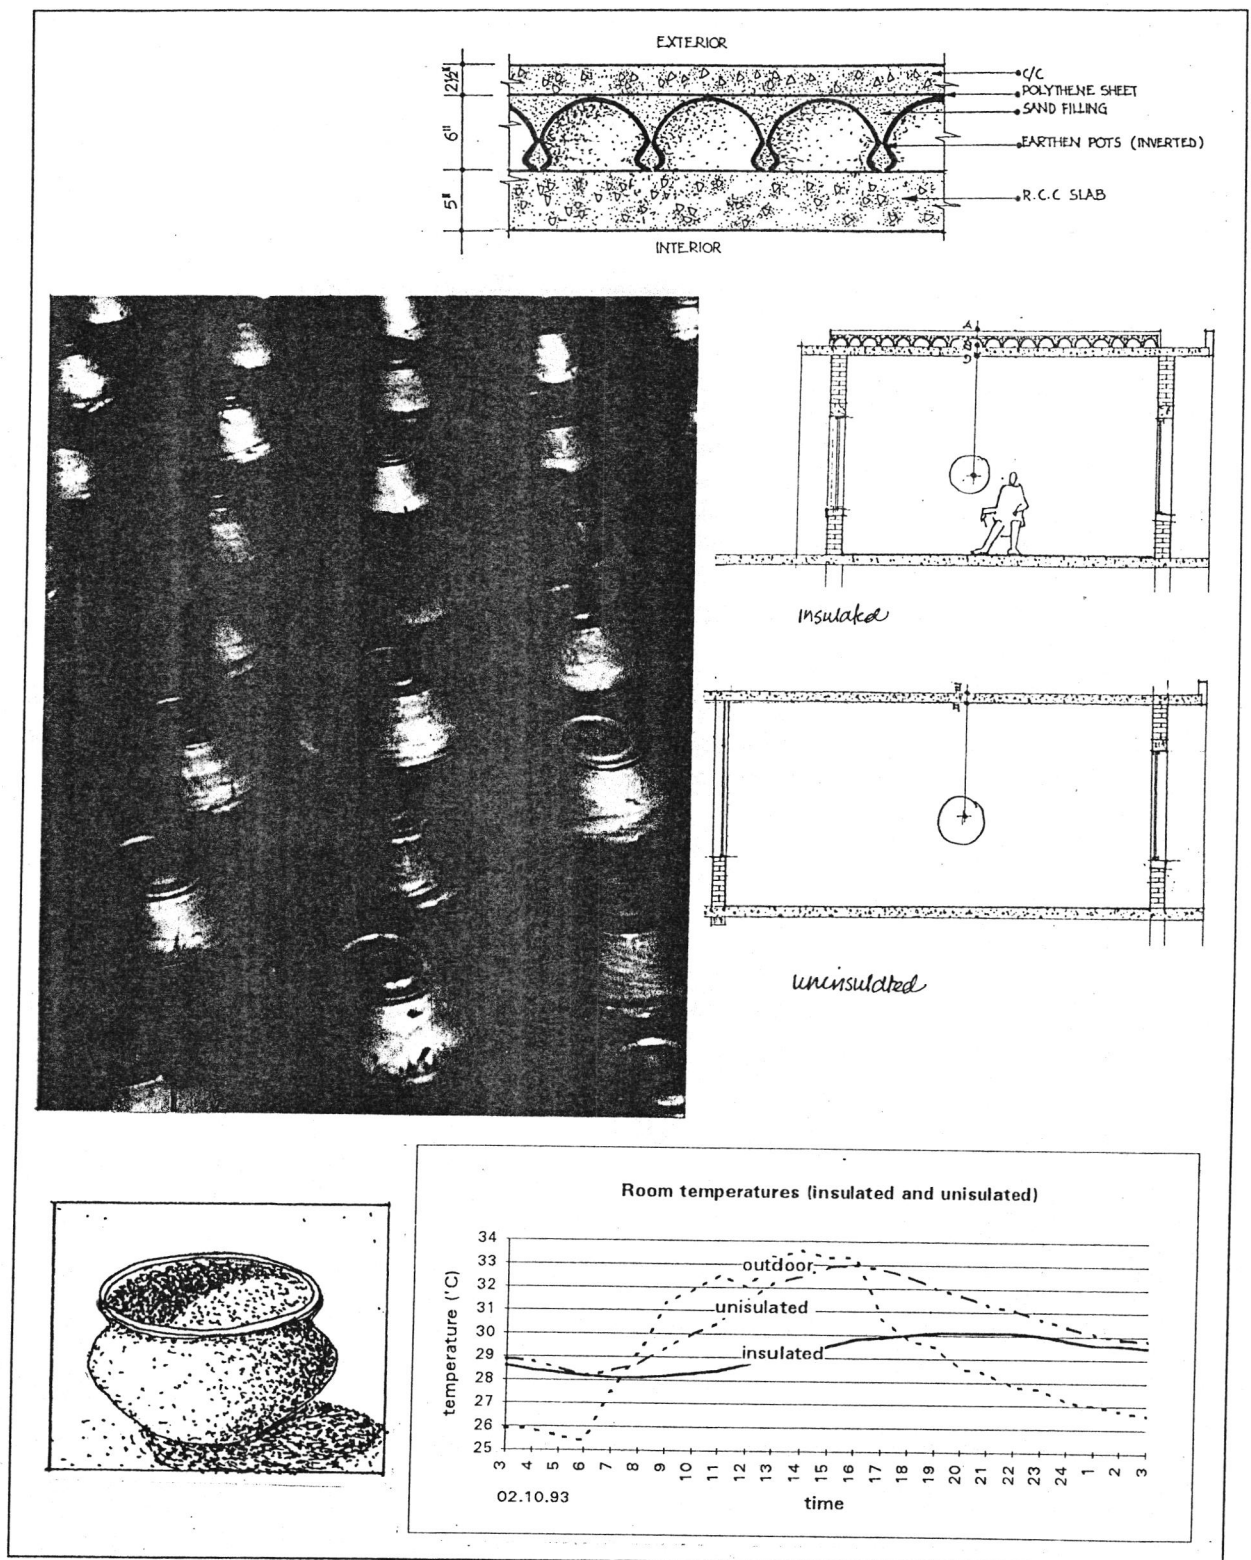 EXTERIOR
2½"
6"
5"
C/C
POLYTHENE SHEET
SAND FILLING
EARTHEN POTS (INVERTED)
R.C.C SLAB
INTERIOR
A
B
C
insulated
uninsulated
Room temperatures (insulated and unisulated)
temperature (°C)
34
33
32
31
30
29
28
27
26
25
outdoor
unisulated
insulated
3 4 5 6 7 8 9 10 11 12 13 14 15 16 17 18 19 20 21 22 23 24 1 2 3
02.10.93
time